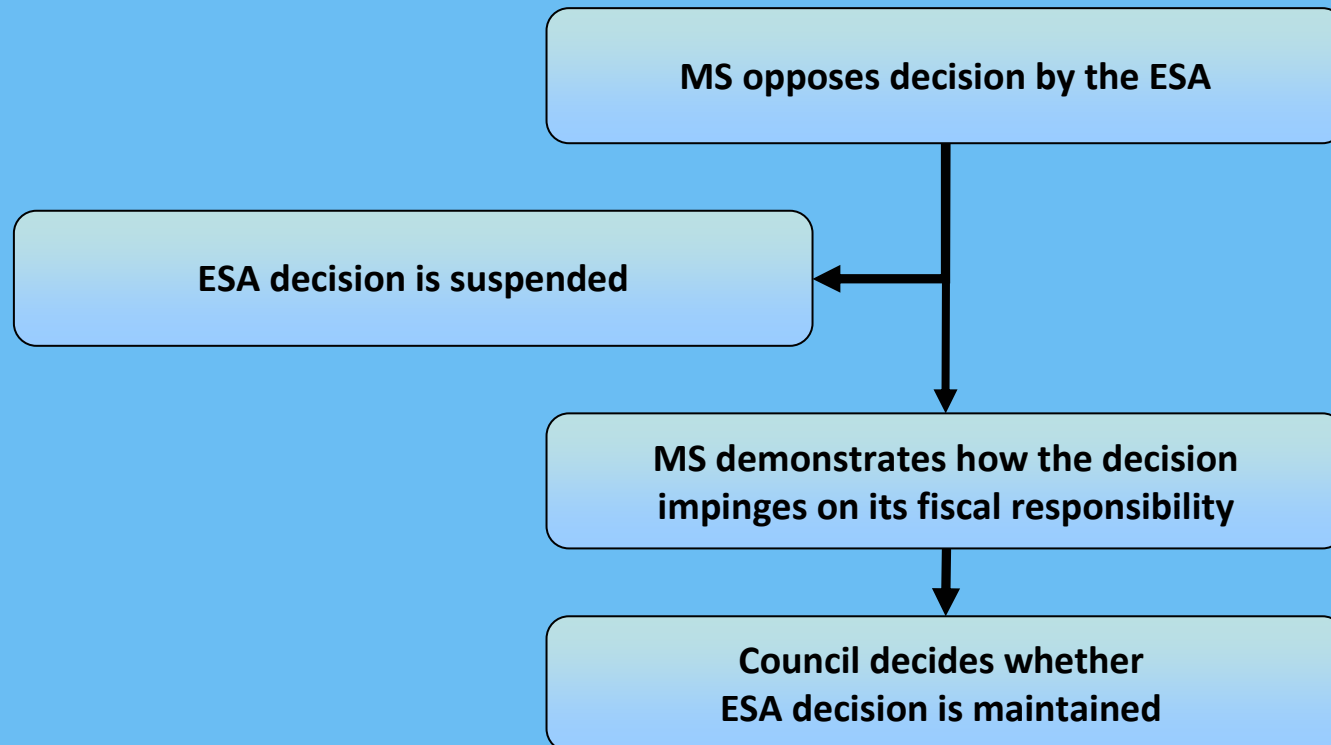 MS opposes decision by the ESA
ESA decision is suspended
MS demonstrates how the decision
impinges on its fiscal responsibility
Council decides whether
ESA decision is maintained